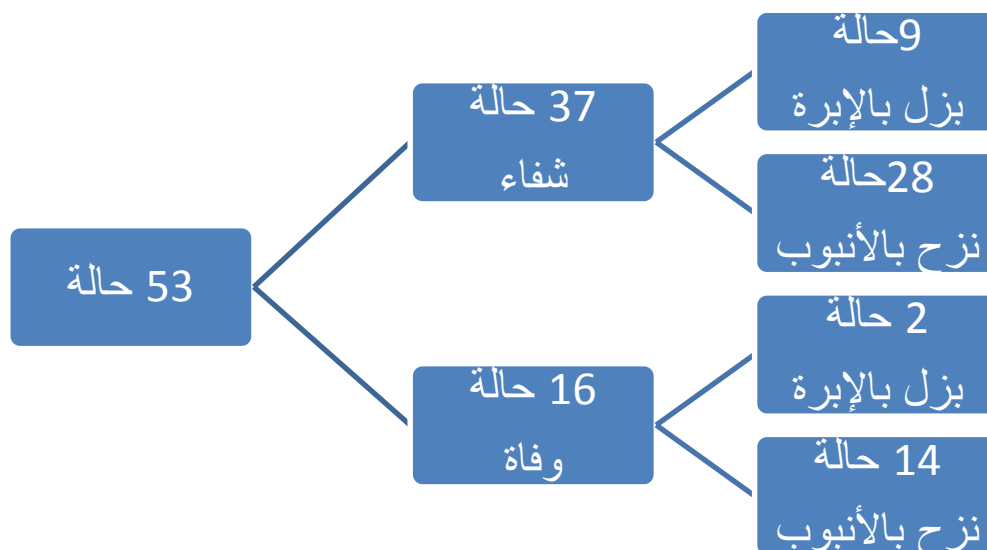 53 حالة
37 حالة
شفاء
16 حالة
وفاة
9حالة
بزل بالإبرة
28حالة
نزح بالأنبوب
2 حالة
بزل بالإبرة
14 حالة
نزح بالأنبوب